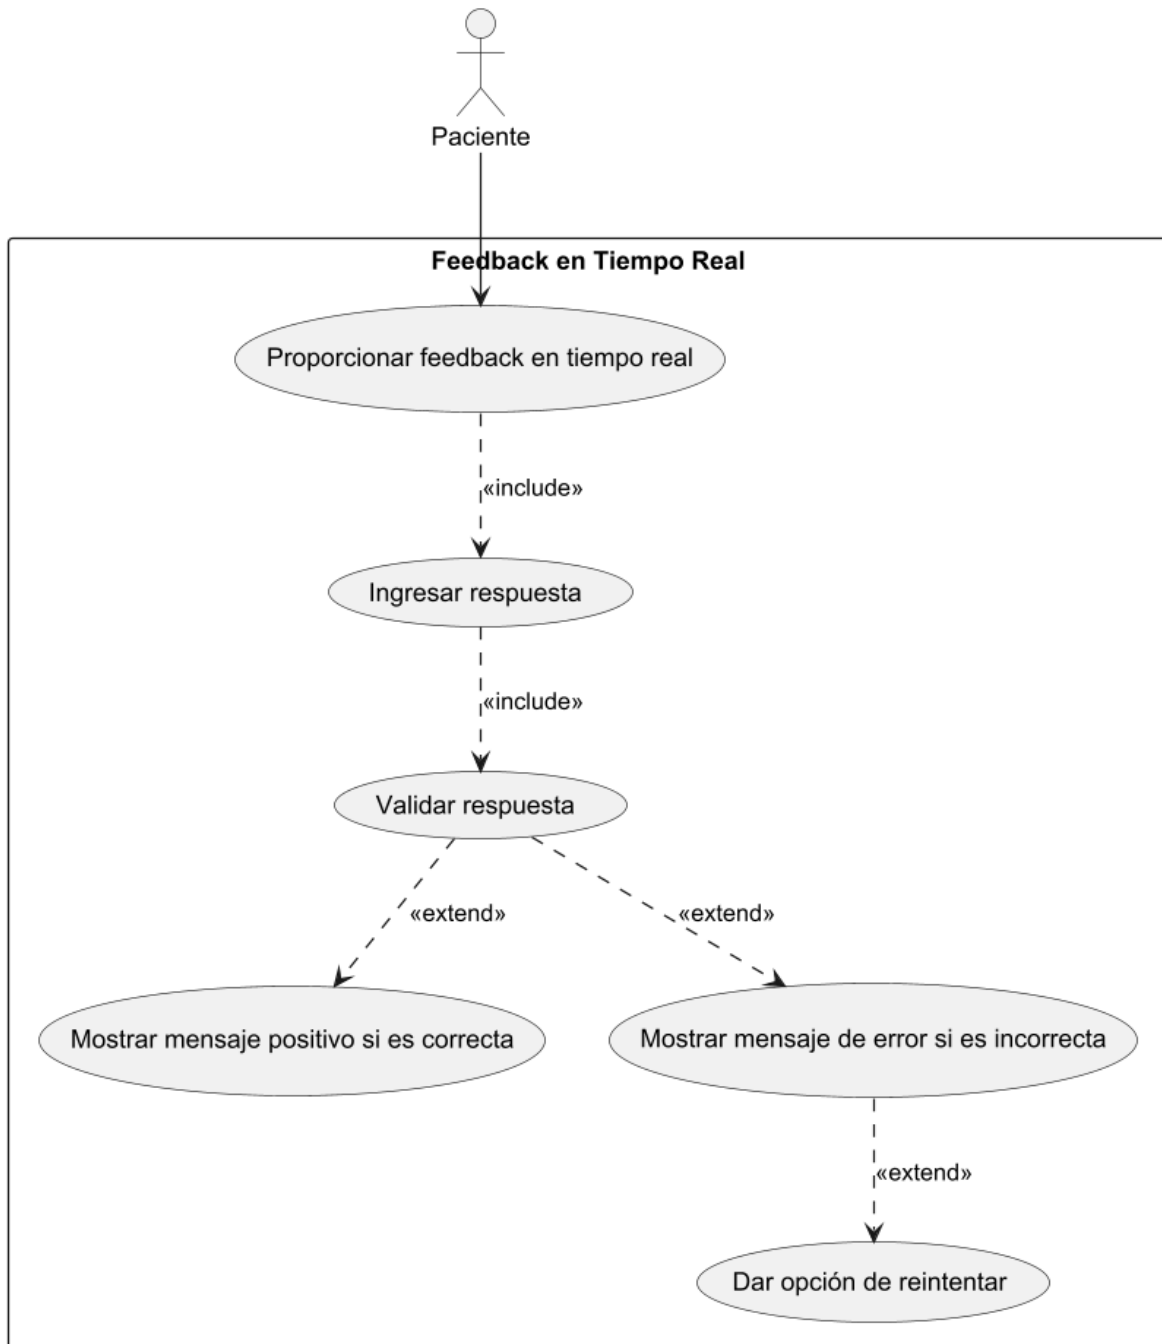 Paciente
Feedback en Tiempo Real
Proporcionar feedback en tiempo real
«include»
Ingresar respuesta
«include»
Validar respuesta
«extend»
«extend»
Mostrar mensaje positivo si es correcta
Mostrar mensaje de error si es incorrecta
«extend»
Dar opción de reintentar